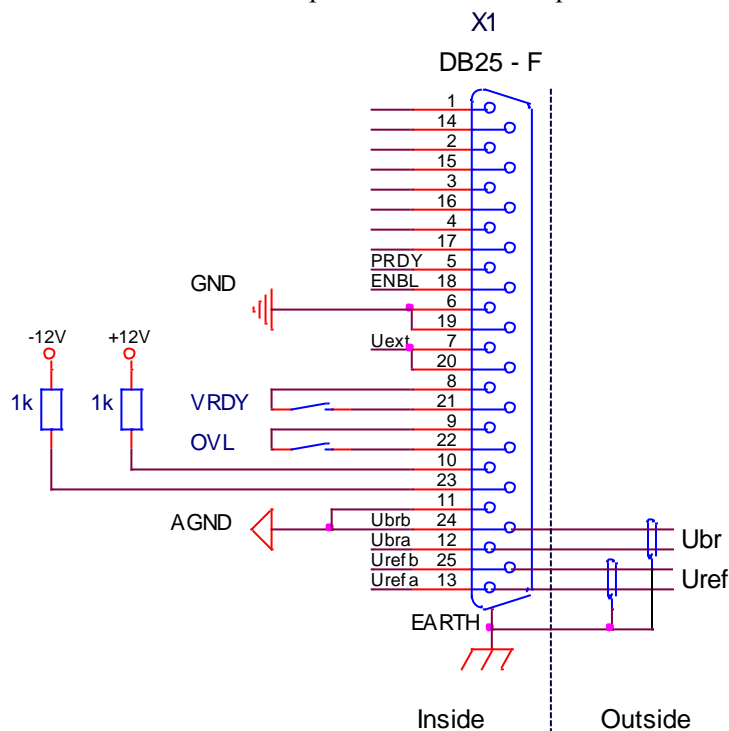 X1
DB25 - F
1
14
2
15
3
16
4
17
PRDY 5
ENBL 18
GND
6
19
-12V +12V
Uext 7
20
8
1k 1k VRDY 21
9
OVL 22
10
23
11
AGND Ubrb 24
Ubra 12 Ubr
Urefb 25
Urefa 13 Uref
EARTH
Inside Outside